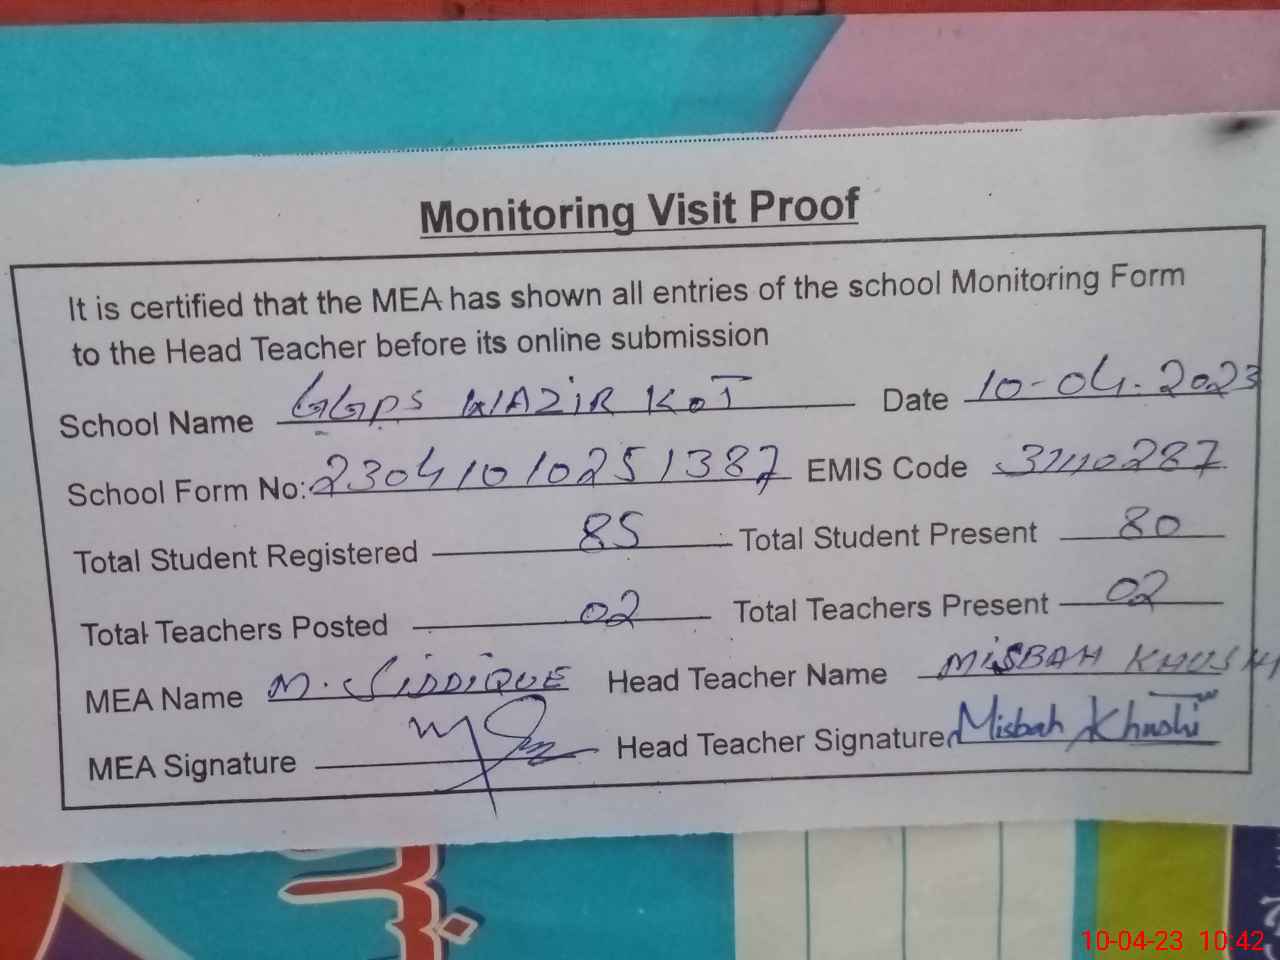 Monitoring Visit Proof
It is certified that the MEA has shown all entries of the school Monitoring Form
to the Head Teacher before its online submission
School Name GGPS WAZIR KOT Date 10-04-2023
School Form No: 2304101025 1387 EMIS Code 31110287
Total Student Registered 85 Total Student Present 80
Total Teachers Posted 02 Total Teachers Present 02
MEA Name M. SIDDIQUE Head Teacher Name MISBAH KHUSHI
MEA Signature Head Teacher Signature Misbah Khushi
10-04-23 10:42